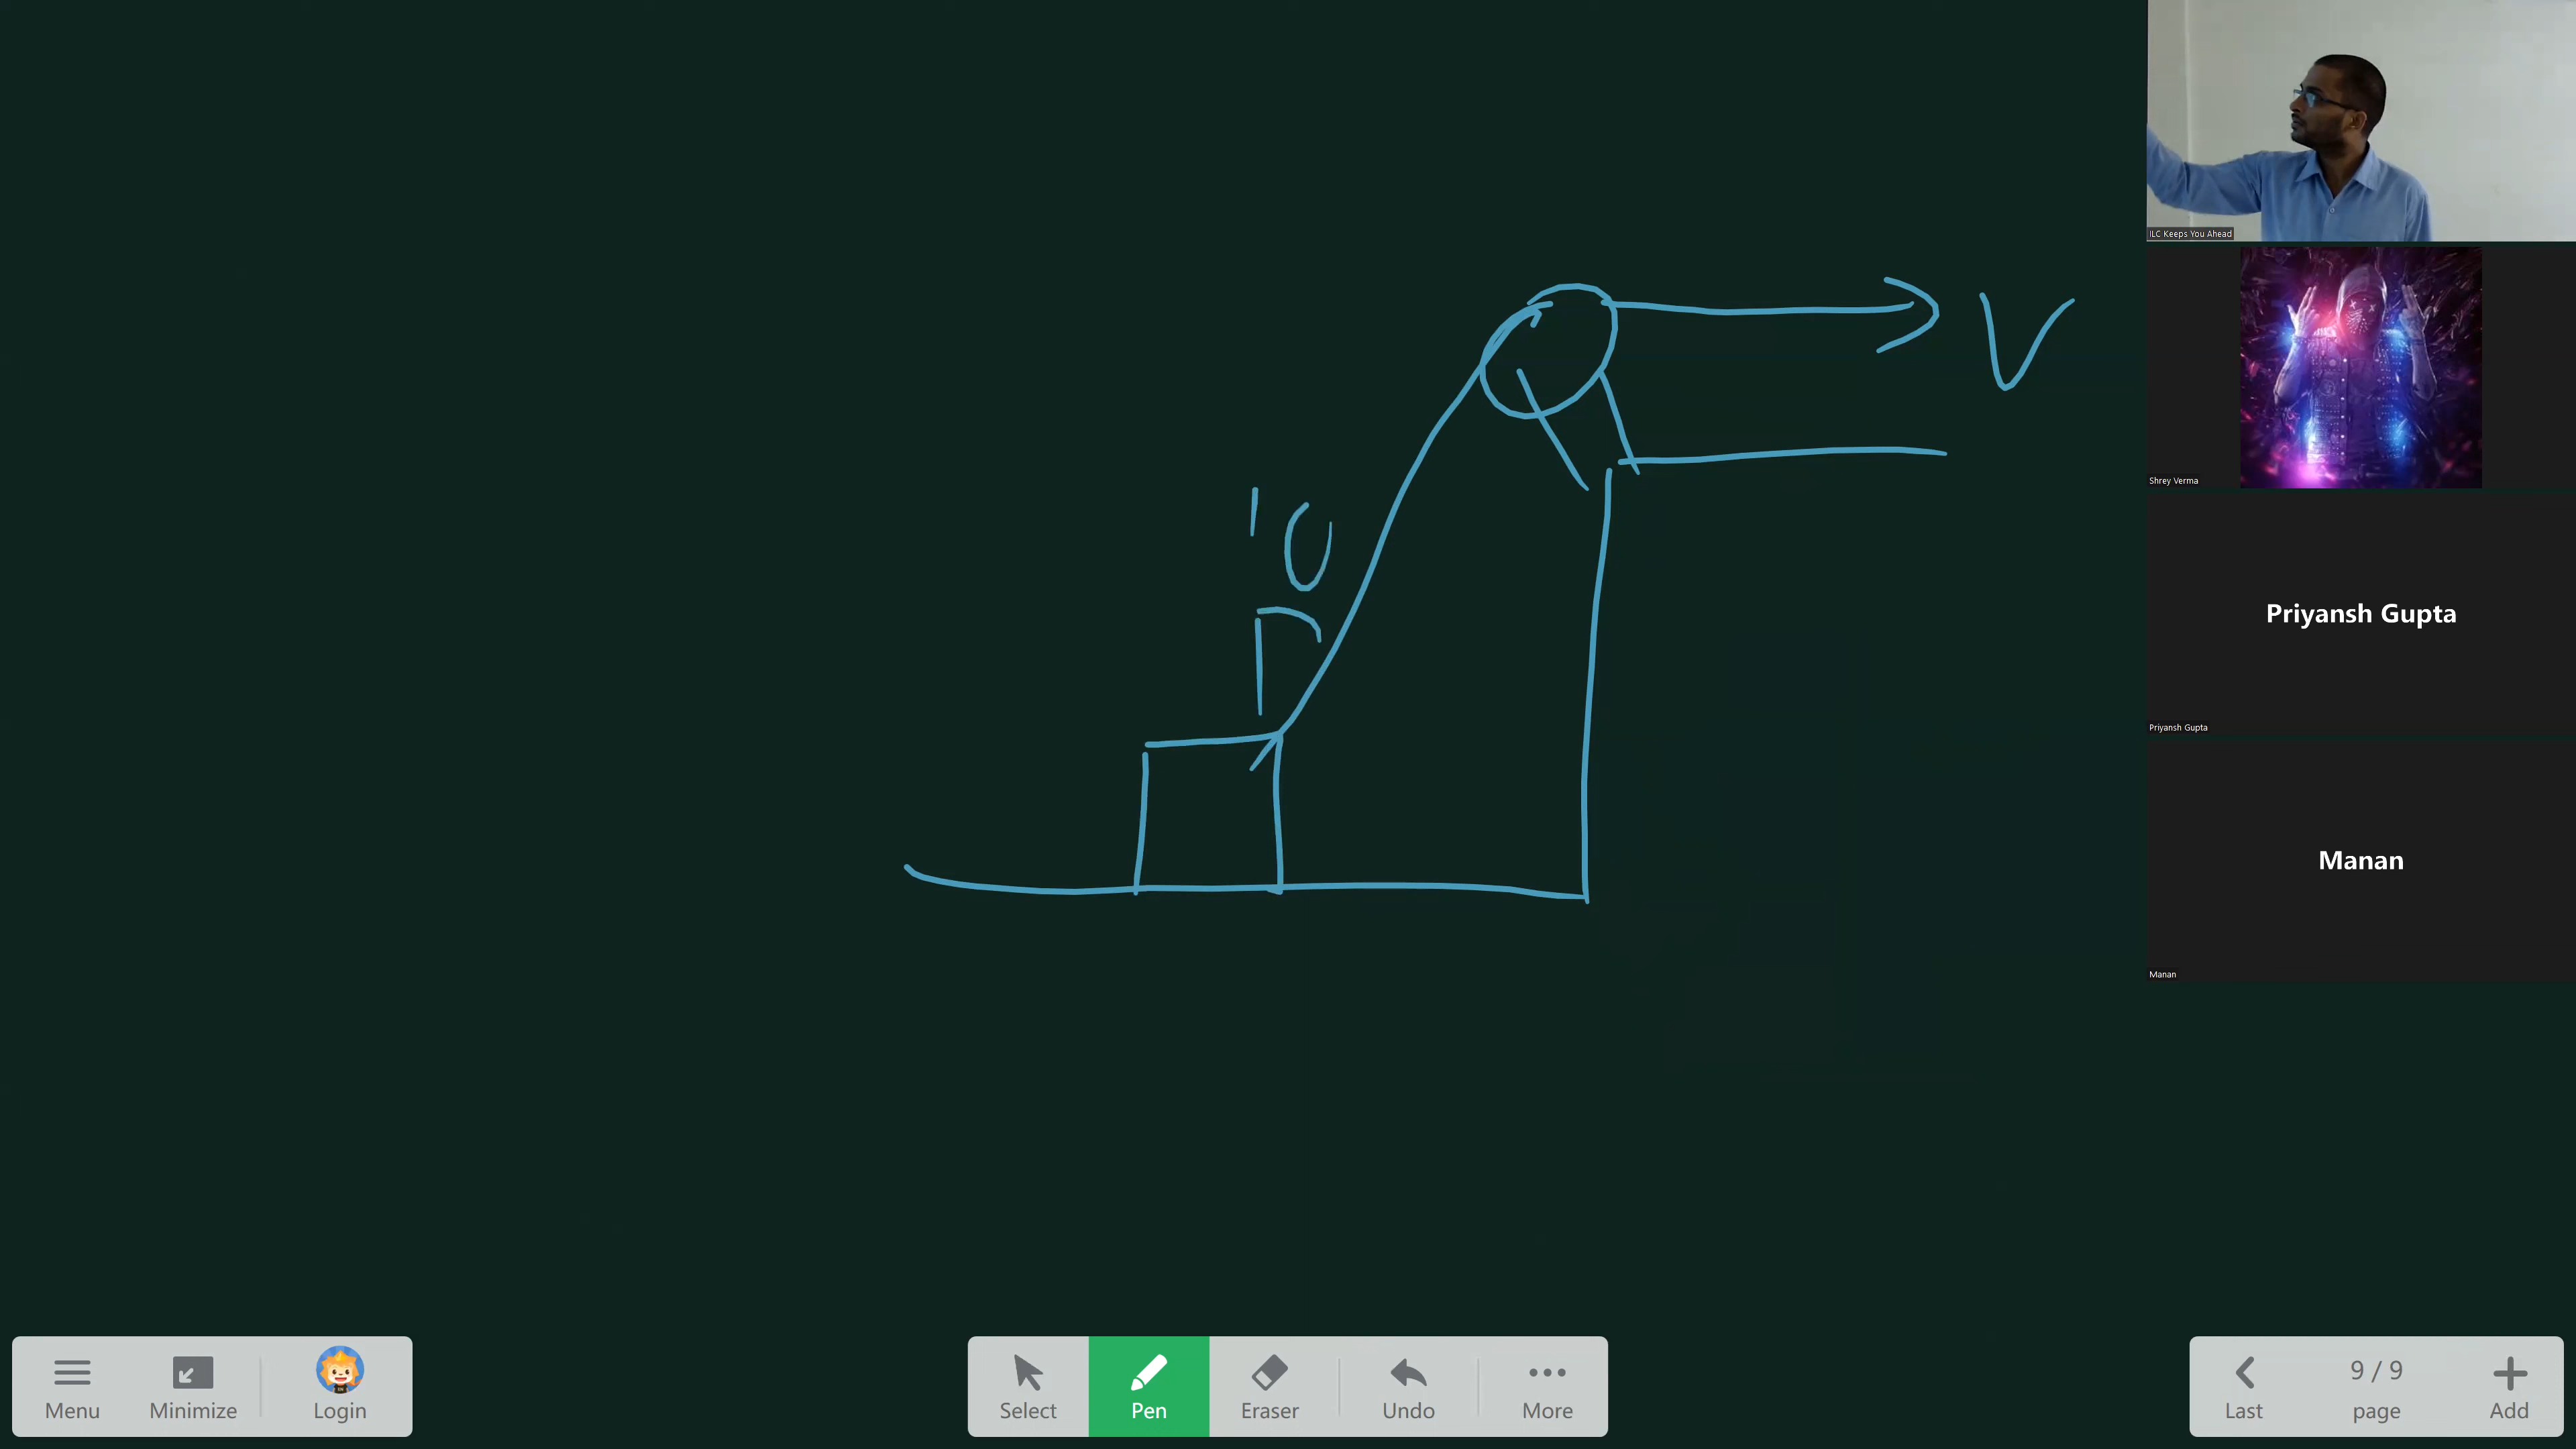 ILC Keeps You Ahead
V
Shrey Verma
Priyansh Gupta
Priyansh Gupta
Manan
Manan
Menu
Minimize
Login
Select
Pen
Eraser
Undo
More
Last
9 / 9
page
Add